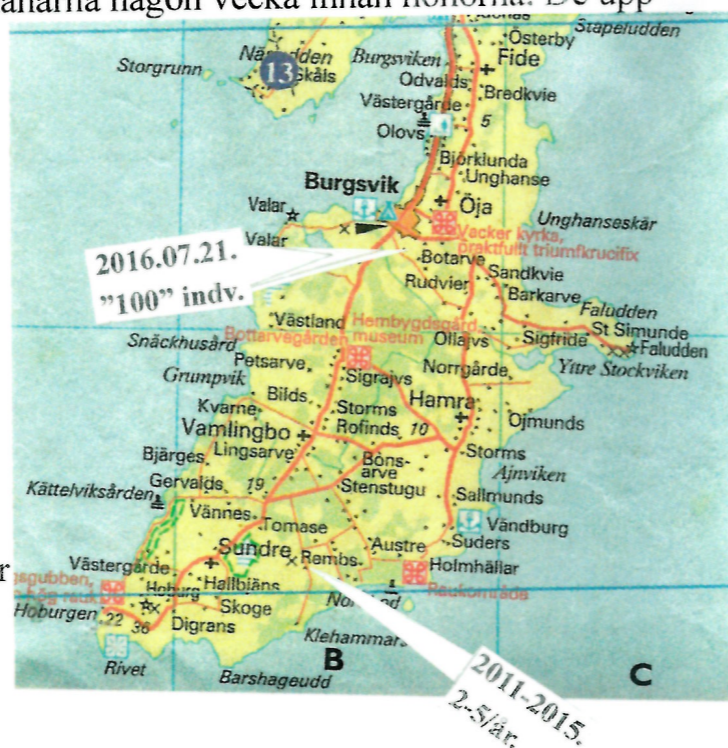 Stapeludden
Österby
Fide
Burgsviken
Storgrunn
13
Skåls
Odvalds
Bredkvie
Västergårde
5
Olovs
Björklunda
Unghanse
Burgsvik
Valar
Öja
Unghanseskär
Valar
Vacker kyrka,
praktfullt triumfkrucifix
2016.07.21.
"100" indv.
Botarve
Sandkvie
Rudvier
Barkarve
Faludden
Västland
Hembygdsgård,
museum
Bottarvegården
Ollajvs
Sigfride
St Simunde
Faludden
Snäckhusård
Petsarve
Norrgårde
Yttre Stockviken
Grumpvik
Sigrajvs
Bilds
Hamra
Kvarne
Storms
Ojmunds
Vamlingbo
Rofinds
10
Bjärges
Lingsarve
Storms
Bons-
arve
Ajnviken
Gervalds
19
Stenstugu
Sallmunds
Kättelviksården
Vännes
Tomase
Vändburg
Suders
Sundre
Austre
Västergårde
Rembs
Holmhällar
Raukområde
Hallbjäns
Hoburg
Hoburgen
22
36
Skoge
Digrans
Rivet
Barshageudd
B
C
2011-2015.
2-5/år.